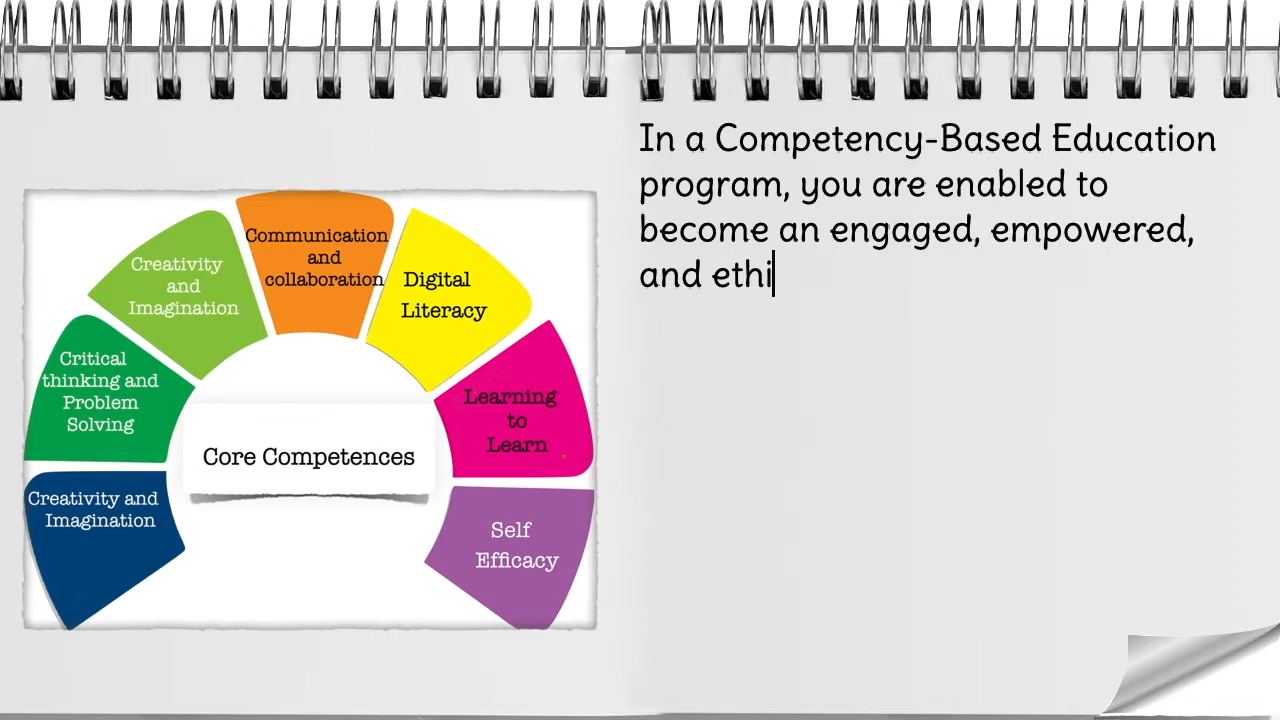 In a Competency-Based Education
program, you are enabled to
become an engaged, empowered,
and ethi
Communication
and
collaboration
Creativity
and
Imagination
Digital
Literacy
Critical
thinking and
Problem
Solving
Learning
to
Learn
Core Competences
Creativity and
Imagination
Self
Efficacy